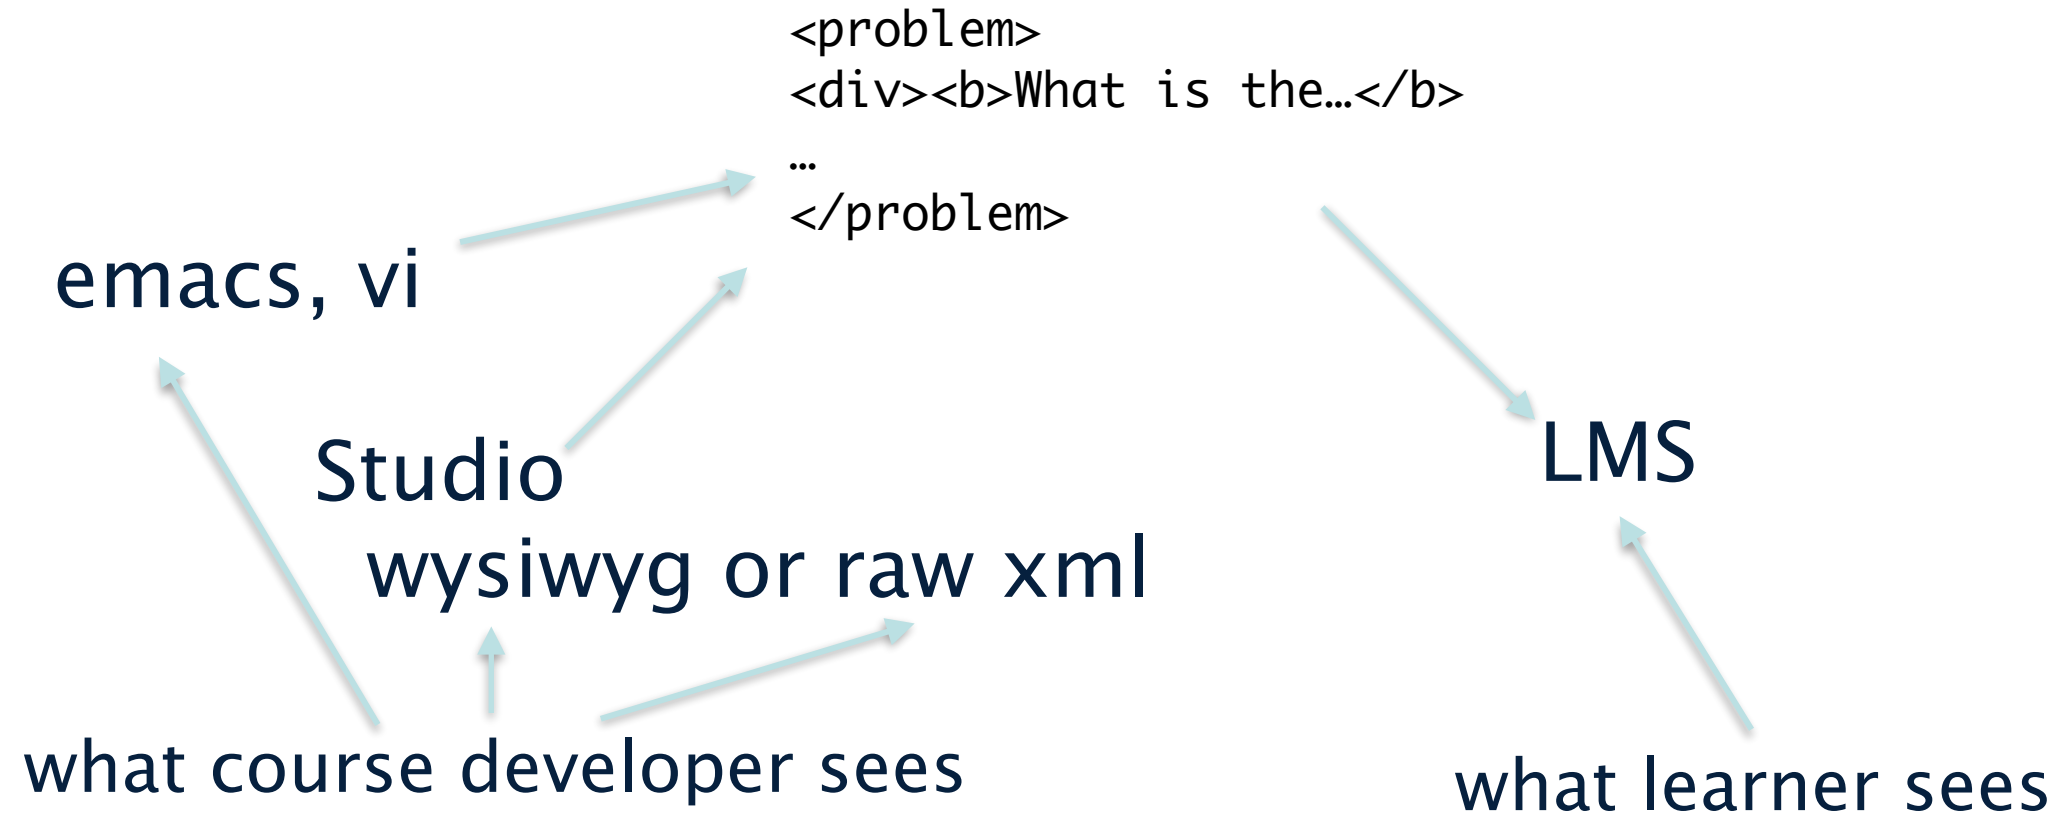 <problem>
<div><b>What is the…</b>
…
</problem>
emacs, vi
Studio
wysiwyg or raw xml
LMS
what course developer sees
what learner sees